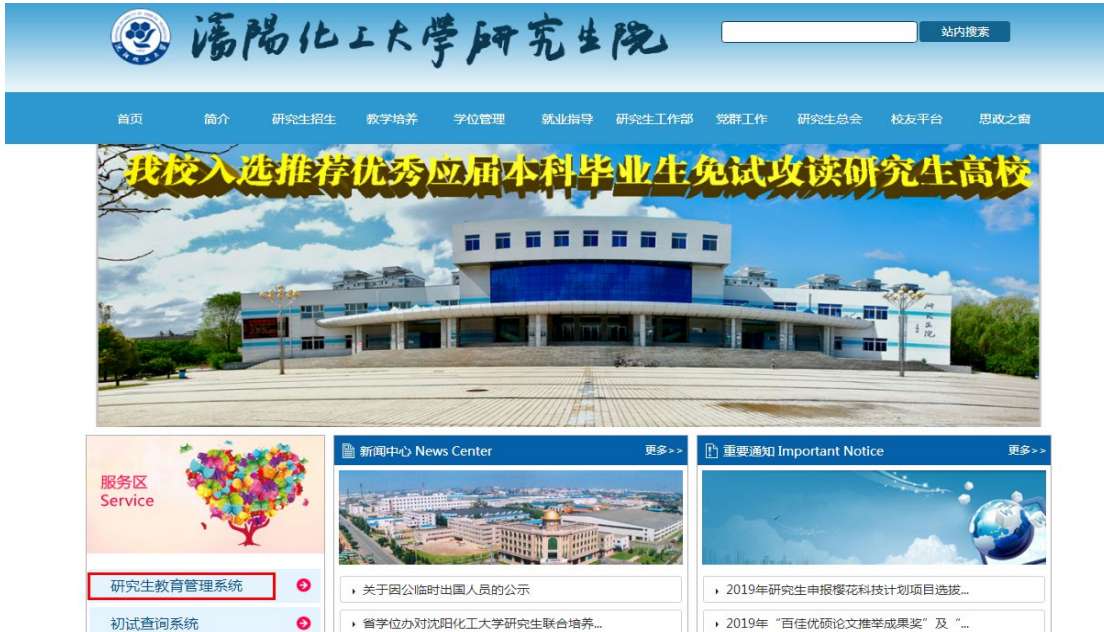 瀋陽化工大学研究生院
站内搜索
首页 简介 研究生招生 教学培养 学位管理 就业指导 研究生工作部 党群工作 研究生总会 校友平台 思政之窗
我校入选推荐优秀应届本科毕业生免试攻读研究生高校
研究生院
服务区
Service
研究生教育管理系统
初试查询系统
新闻中心 News Center 更多>>
关于因公临时出国人员的公示
省学位办对沈阳化工大学研究生联合培养...
重要通知 Important Notice 更多>>
2019年研究生申报樱花科技计划项目选拔...
2019年“百佳优硕论文推举成果奖”及“...